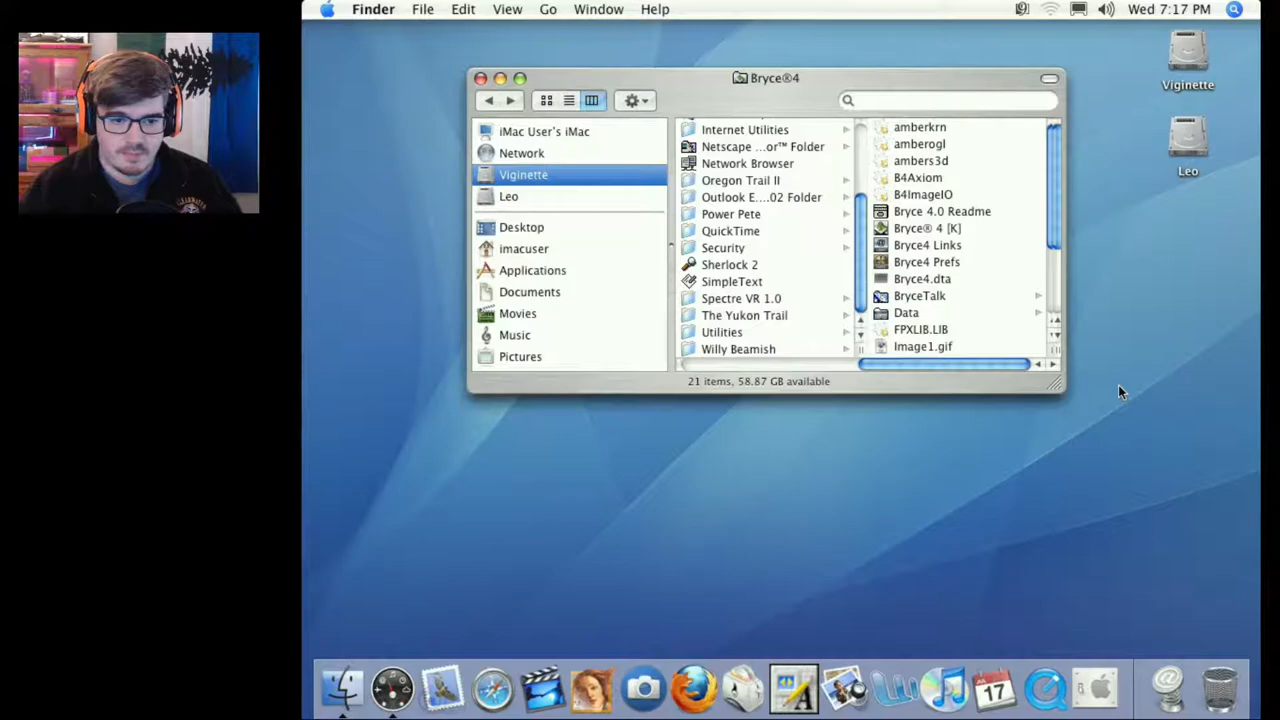 Finder File Edit View Go Window Help Wed 7:17 PM
Viginette
Leo
Bryce®4
iMac User's iMac
Network
Viginette
Leo
Desktop
imacuser
Applications
Documents
Movies
Music
Pictures
Internet Utilities
Netscape ...or™ Folder
Network Browser
Oregon Trail II
Outlook E....02 Folder
Power Pete
QuickTime
Security
Sherlock 2
SimpleText
Spectre VR 1.0
The Yukon Trail
Utilities
Willy Beamish
amberkrn
amberogl
ambers3d
B4Axiom
B4ImageIO
Bryce 4.0 Readme
Bryce® 4 [K]
Bryce4 Links
Bryce4 Prefs
Bryce4.dta
BryceTalk
Data
FPXLIB.LIB
Image1.gif
21 items, 58.87 GB available
17